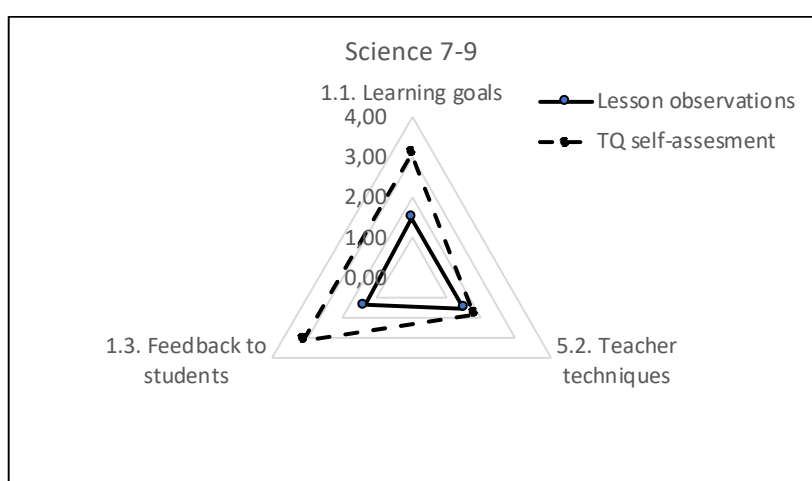 Science 7-9
1.1. Learning goals
Lesson observations
TQ self-assesment
4,00
3,00
2,00
1,00
0,00
1.3. Feedback to
students
5.2. Teacher
techniques